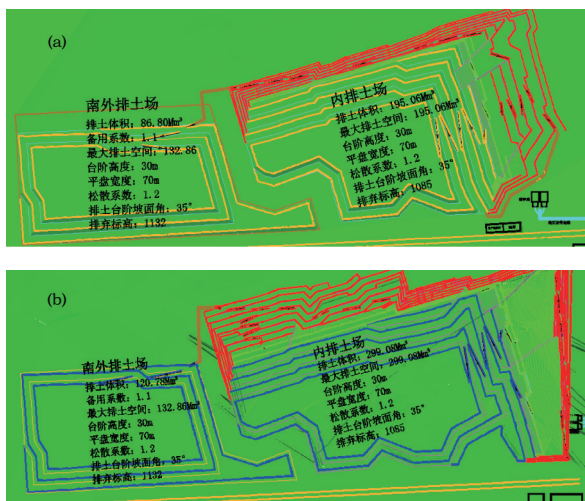 (a)
南外排土场
排土体积：86.80Mm³
备用系数：1.1
最大排土空间：132.86
台阶高度：30m
平盘宽度：70m
松散系数：1.2
排土台阶坡面角：35°
排弃标高：1132
内排土场
排土体积：195.06Mm³
最大排土空间：195.06Mm³
台阶高度：30m
平盘宽度：70m
松散系数：1.2
排土台阶坡面角：35°
排弃标高：1085
(b)
南外排土场
排土体积：120.78Mm³
备用系数：1.1
最大排土空间：132.86Mm³
台阶高度：30m
平盘宽度：70m
松散系数：1.2
排土台阶坡面角：35°
排弃标高：1132
内排土场
排土体积：299.08Mm³
最大排土空间：299.08Mm³
台阶高度：30m
平盘宽度：70m
松散系数：1.2
排土台阶坡面角：35°
排弃标高：1085